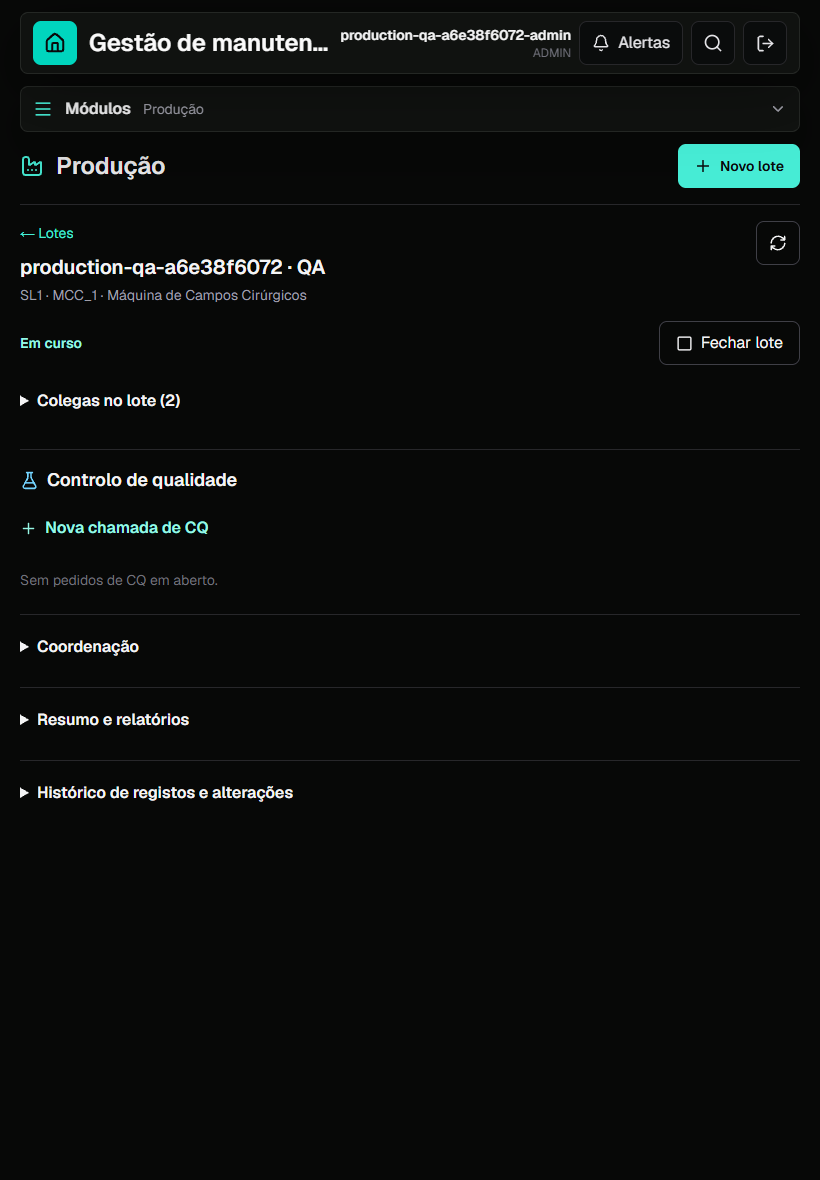 Gestão de manuten...
production-qa-a6e38f6072-admin
ADMIN
Alertas
Módulos Produção
Produção
Novo lote
← Lotes
production-qa-a6e38f6072 · QA
SL1 · MCC_1 · Máquina de Campos Cirúrgicos
Em curso
Fechar lote
Colegas no lote (2)
Controlo de qualidade
Nova chamada de CQ
Sem pedidos de CQ em aberto.
Coordenação
Resumo e relatórios
Histórico de registos e alterações